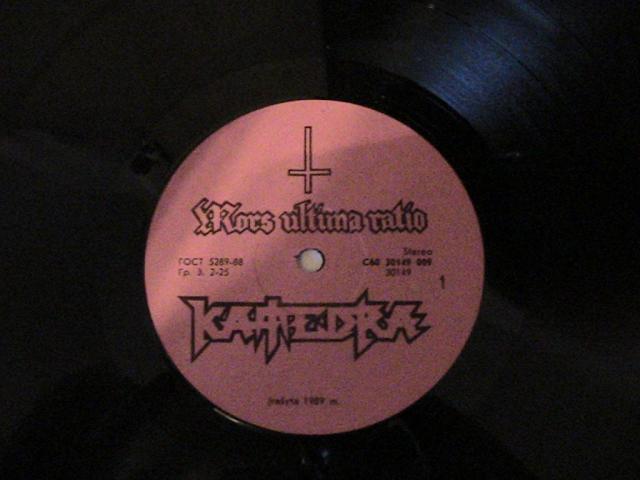 Mors ultima ratio
ГОСТ 5289-88
Гр. 3. 2-25
Stereo
С60 30149 009
30149
1
KATEDRA
Įrašyta 1989 m.